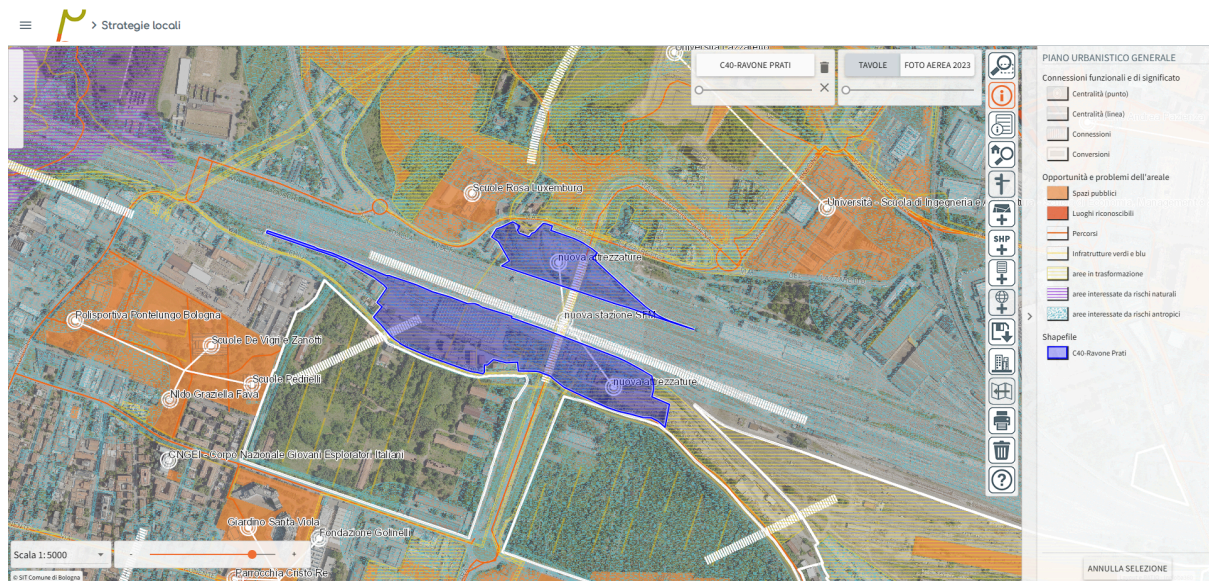 > Strategie locali
C40-RAVONE PRATI
TAVOLE
FOTO AEREA 2023
SHP
PIANO URBANISTICO GENERALE
Connessioni funzionali e di significato
Centralità (punto)
Centralità (linea)
Connessioni
Conversioni
Opportunità e problemi dell'areale
Spazi pubblici
Luoghi riconoscibili
Percorsi
Infrastrutture verdi e blu
aree in trasformazione
aree interessate da rischi naturali
aree interessate da rischi antropici
Shapefile
C40-Ravone Prati
Scuole Rosa Luxemburg
Università - Scuola di Ingegneria e
nuova attrezzature
nuova stazione SFM
Polisportiva Pontelungo Bologna
Scuole De Vigri e Zanotti
Scuole Pedrielli
nuova attrezzature
Nido Graziella Fava
CNGEI - Corpo Nazionale Giovani Esploratori Italiani
Giardino Santa Viola
Fondazione Golinelli
Parrocchia Cristo Re
Scala 1:5000
- +
© SIT Comune di Bologna
ANNULLA SELEZIONE